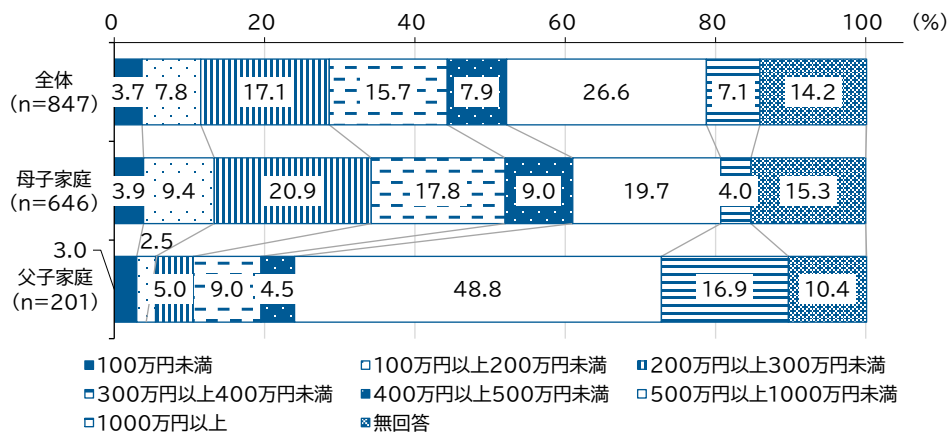 0 20 40 60 80 100 (%)
全体
(n=847)
3.7 7.8 17.1 15.7 7.9 26.6 7.1 14.2
母子家庭
(n=646)
3.9 9.4 20.9 17.8 9.0 19.7 4.0 15.3
3.0 2.5
父子家庭
(n=201)
5.0 9.0 4.5 48.8 16.9 10.4
100万円未満 100万円以上200万円未満 200万円以上300万円未満
300万円以上400万円未満 400万円以上500万円未満 500万円以上1000万円未満
1000万円以上 無回答